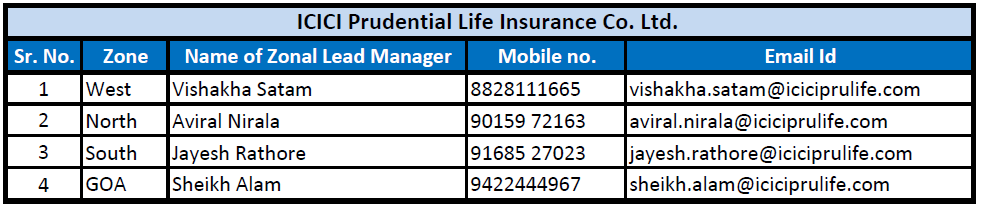 ICICI Prudential Life Insurance Co. Ltd.
Sr. No. Zone Name of Zonal Lead Manager Mobile no. Email Id
1 West Vishakha Satam 8828111665 vishakha.satam@iciciprulife.com
2 North Aviral Nirala 90159 72163 aviral.nirala@iciciprulife.com
3 South Jayesh Rathore 91685 27023 jayesh.rathore@iciciprulife.com
4 GOA Sheikh Alam 9422444967 sheikh.alam@iciciprulife.com